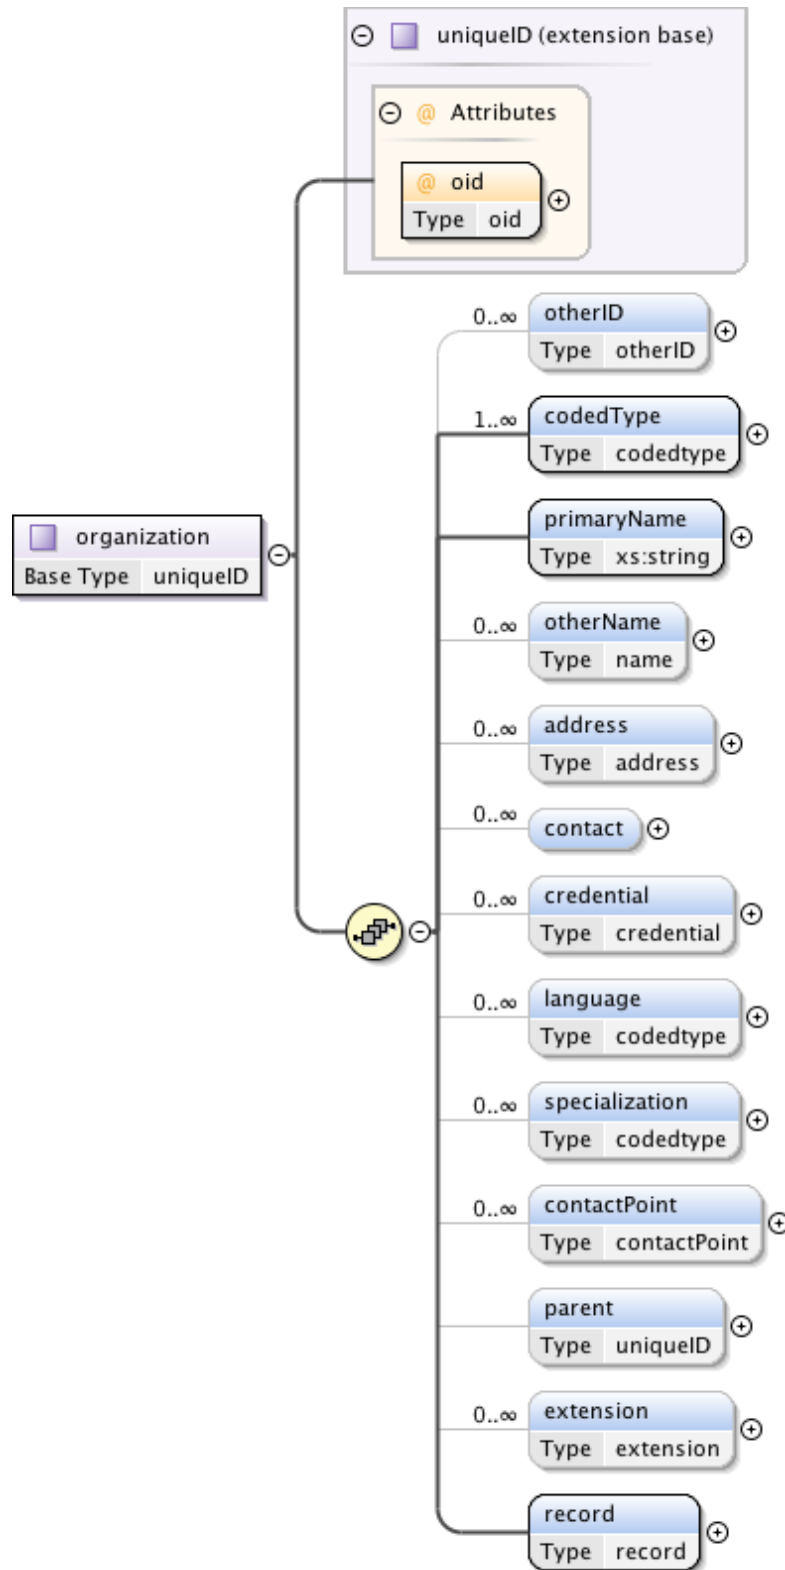 uniqueID (extension base)
@ Attributes
@ oid
Type oid
0..∞ otherID
Type otherID
1..∞ codedType
Type codedtype
primaryName
Type xs:string
organization
Base Type uniqueID
0..∞ otherName
Type name
0..∞ address
Type address
0..∞ contact
0..∞ credential
Type credential
0..∞ language
Type codedtype
0..∞ specialization
Type codedtype
0..∞ contactPoint
Type contactPoint
parent
Type uniqueID
0..∞ extension
Type extension
record
Type record